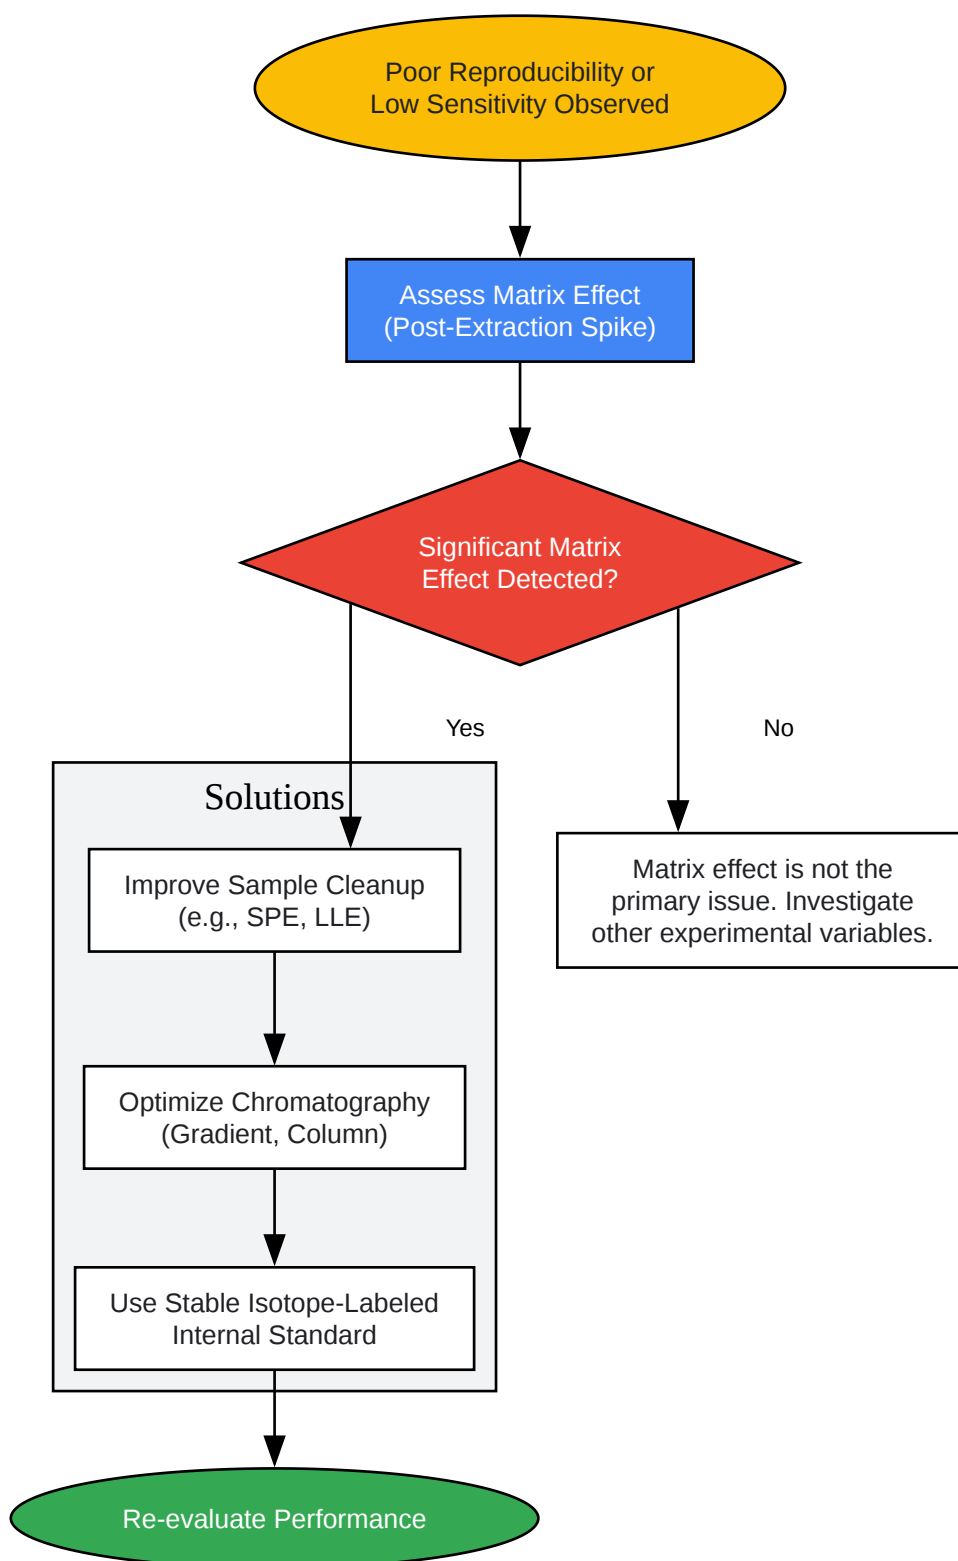 Poor Reproducibility or
Low Sensitivity Observed
Assess Matrix Effect
(Post-Extraction Spike)
Significant Matrix
Effect Detected?
Yes
No
Solutions
Improve Sample Cleanup
(e.g., SPE, LLE)
Matrix effect is not the
primary issue. Investigate
other experimental variables.
Optimize Chromatography
(Gradient, Column)
Use Stable Isotope-Labeled
Internal Standard
Re-evaluate Performance